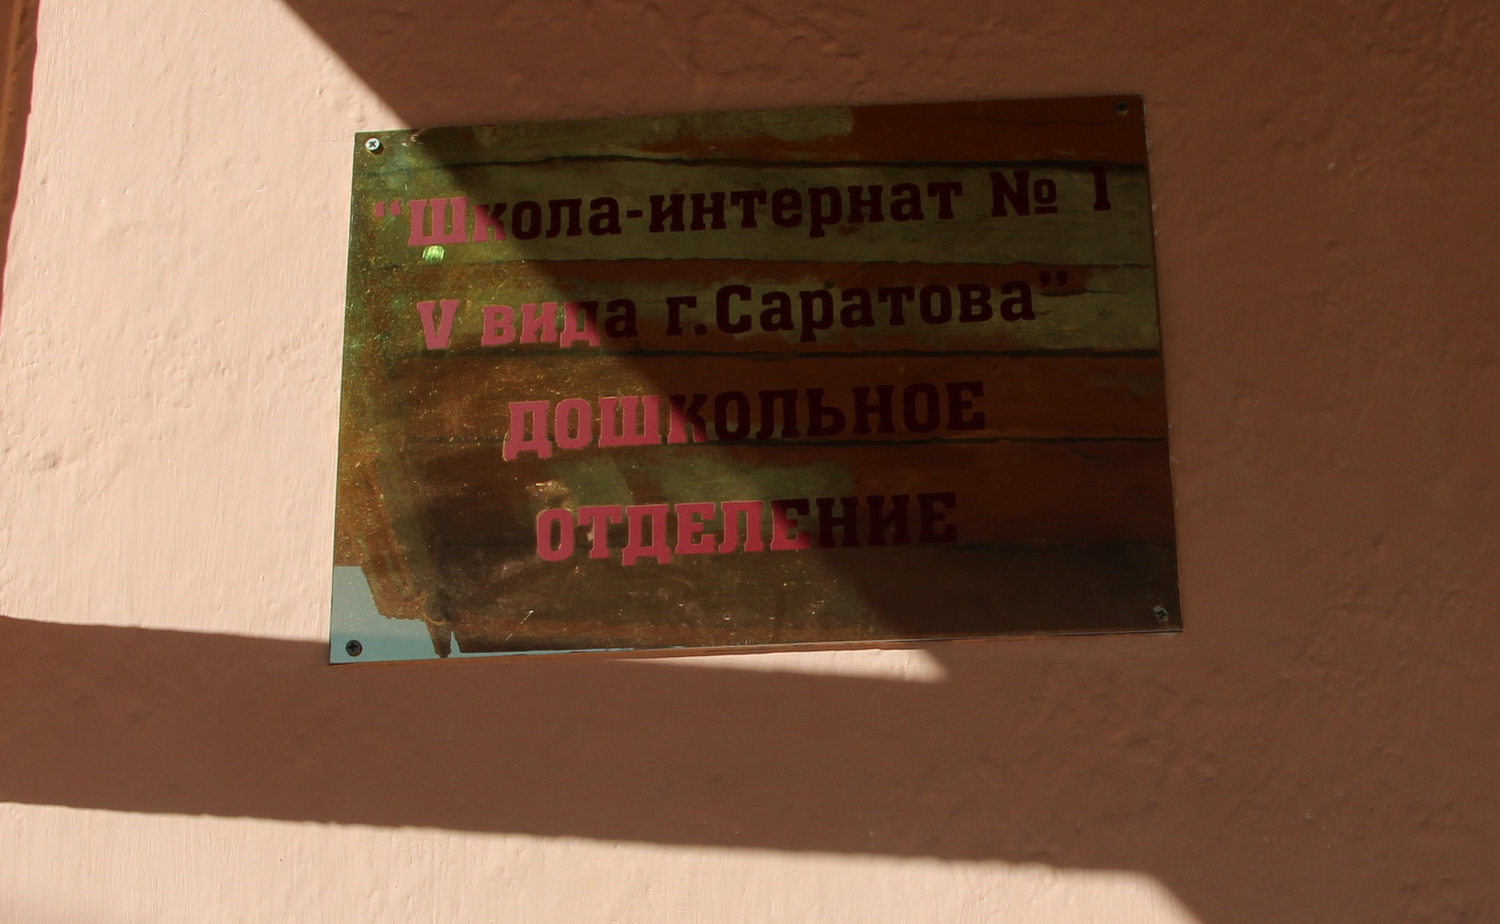 “Школа-интернат № 1
V вида г.Саратова”
ДОШКОЛЬНОЕ
ОТДЕЛЕНИЕ